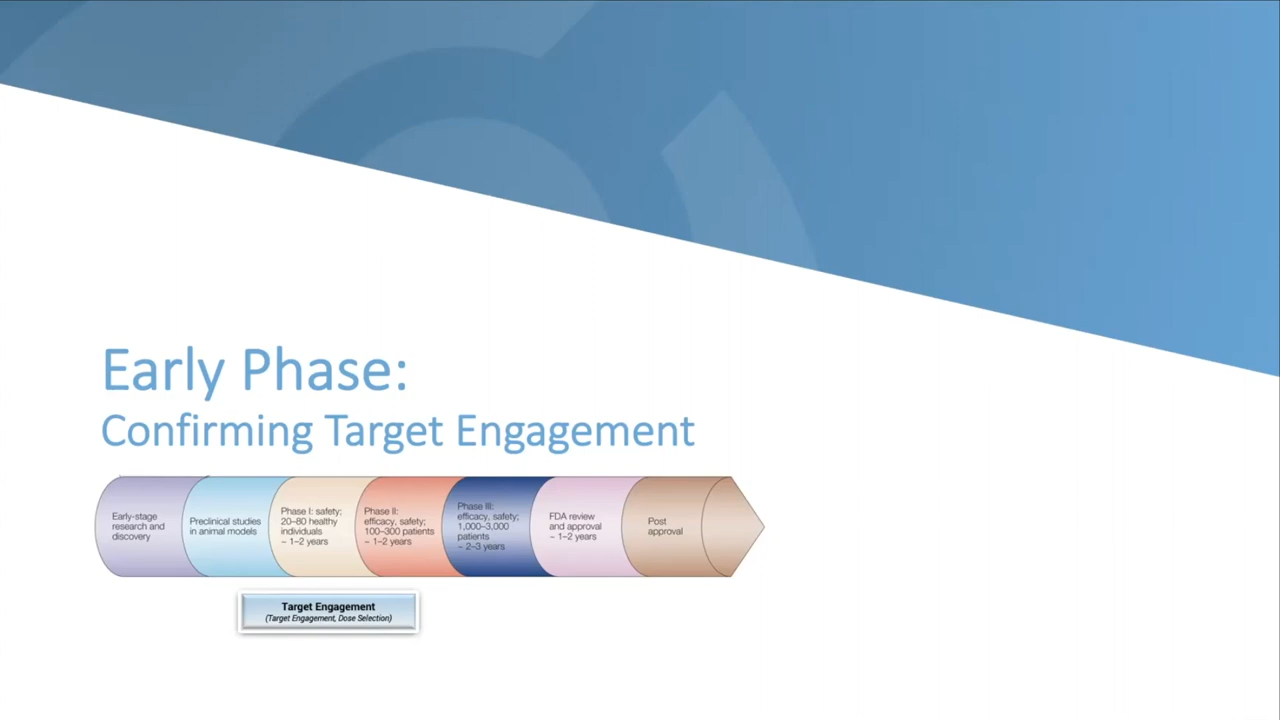 Early Phase:
Confirming Target Engagement
Early-stage
research and
discovery
Preclinical studies
in animal models
Phase I: safety;
20–80 healthy
individuals
~ 1–2 years
Phase II:
efficacy, safety;
100–300 patients
~ 1–2 years
Phase III:
efficacy, safety;
1,000–3,000
patients
~ 2–3 years
FDA review
and approval
~ 1–2 years
Post
approval
Target Engagement
(Target Engagement, Dose Selection)